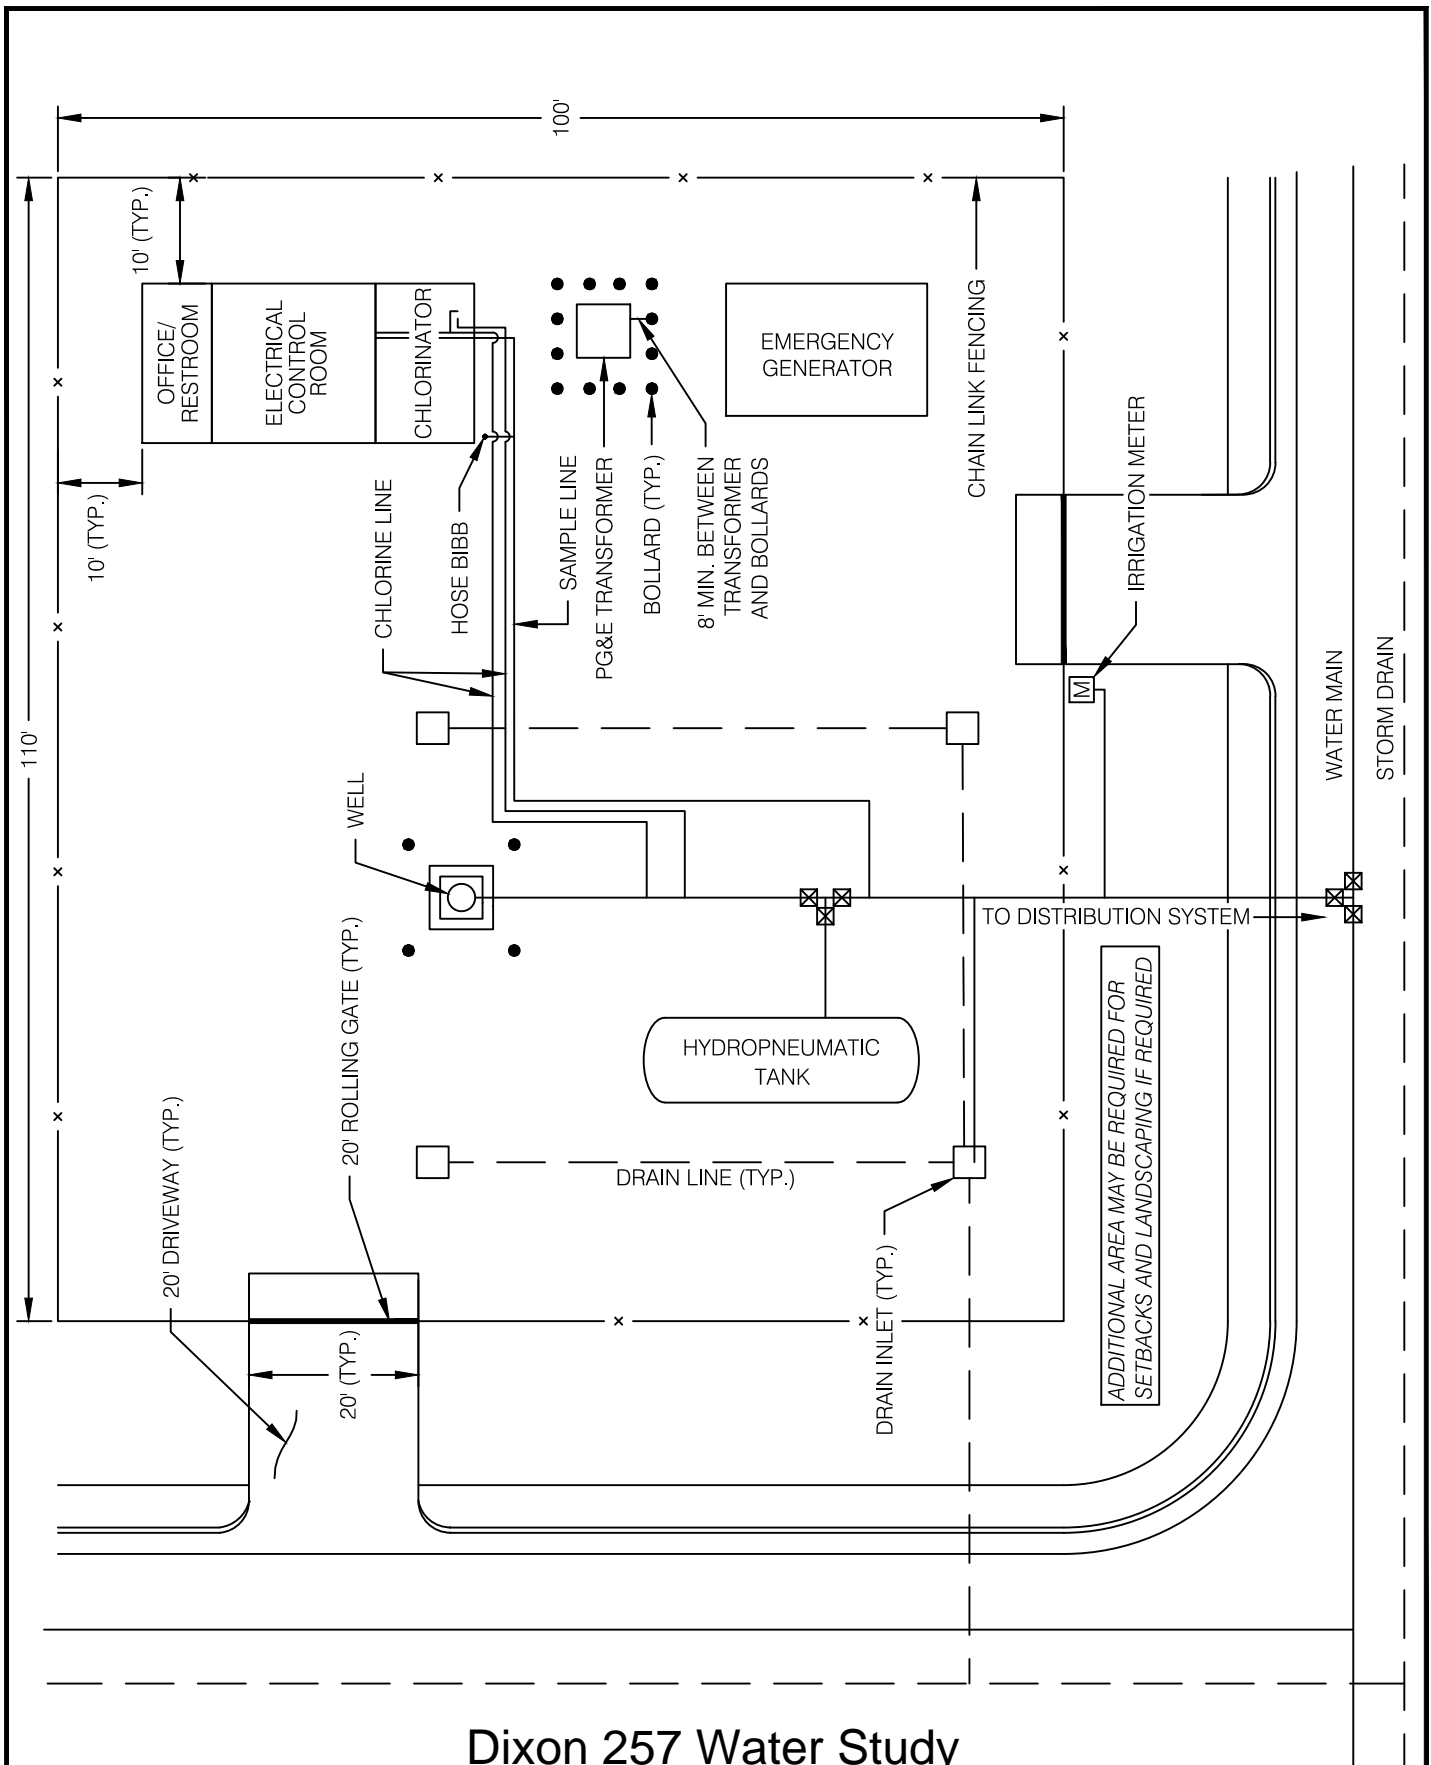 100'
110'
10' (TYP.)
10' (TYP.)
OFFICE/
RESTROOM
ELECTRICAL
CONTROL
ROOM
CHLORINATOR
EMERGENCY
GENERATOR
CHAIN LINK FENCING
IRRIGATION METER
M
CHLORINE LINE
HOSE BIBB
SAMPLE LINE
PG&E TRANSFORMER
BOLLARD (TYP.)
8' MIN. BETWEEN
TRANSFORMER
AND BOLLARDS
WATER MAIN
STORM DRAIN
WELL
TO DISTRIBUTION SYSTEM
HYDROPNEUMATIC
TANK
20' ROLLING GATE (TYP.)
20' DRIVEWAY (TYP.)
DRAIN LINE (TYP.)
DRAIN INLET (TYP.)
20' (TYP.)
ADDITIONAL AREA MAY BE REQUIRED FOR
SETBACKS AND LANDSCAPING IF REQUIRED
Dixon 257 Water Study